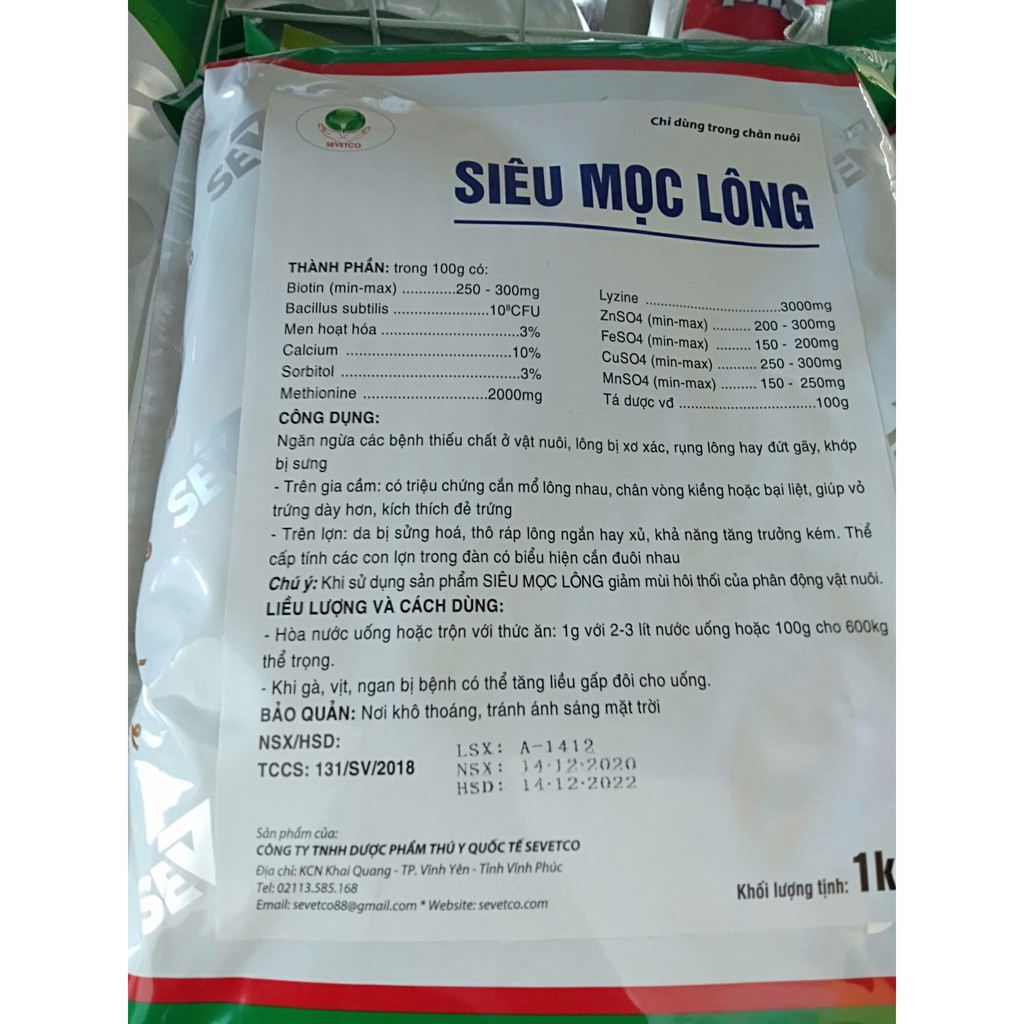 SEVETCO
Chỉ dùng trong chăn nuôi
SIÊU MỌC LÔNG
THÀNH PHẦN: trong 100g có:
Biotin (min-max) .............250 - 300mg
Bacillus subtilis .......................10⁸CFU
Men hoạt hóa .................................3%
Calcium ........................................10%
Sorbitol ...........................................3%
Methionine ..............................2000mg
Lyzine .................................3000mg
ZnSO4 (min-max) .......... 200 - 300mg
FeSO4 (min-max) ......... 150 - 200mg
CuSO4 (min-max) .......... 250 - 300mg
MnSO4 (min-max) ......... 150 - 250mg
Tá dược vđ .................................100g
CÔNG DỤNG:
Ngăn ngừa các bệnh thiếu chất ở vật nuôi, lông bị xơ xác, rụng lông hay đứt gãy, khớp
bị sưng
- Trên gia cầm: có triệu chứng cắn mổ lông nhau, chân vòng kiềng hoặc bại liệt, giúp vỏ
trứng dày hơn, kích thích đẻ trứng
- Trên lợn: da bị sừng hoá, thô ráp lông ngắn hay xủ, khả năng tăng trưởng kém. Thể
cấp tính các con lợn trong đàn có biểu hiện cắn đuôi nhau
Chú ý: Khi sử dụng sản phẩm SIÊU MỌC LÔNG giảm mùi hôi thối của phân động vật nuôi.
LIỀU LƯỢNG VÀ CÁCH DÙNG:
- Hòa nước uống hoặc trộn với thức ăn: 1g với 2-3 lít nước uống hoặc 100g cho 600kg
thể trọng.
- Khi gà, vịt, ngan bị bệnh có thể tăng liều gấp đôi cho uống.
BẢO QUẢN: Nơi khô thoáng, tránh ánh sáng mặt trời
NSX/HSD:
TCCS: 131/SV/2018
LSX: A-1412
NSX: 14·12·2020
HSD: 14·12·2022
Sản phẩm của:
CÔNG TY TNHH DƯỢC PHẨM THÚ Y QUỐC TẾ SEVETCO
Địa chỉ: KCN Khai Quang - TP. Vĩnh Yên - Tỉnh Vĩnh Phúc
Tel: 02113.585.168
Email: sevetco88@gmail.com * Website: sevetco.com
Khối lượng tịnh: 1k